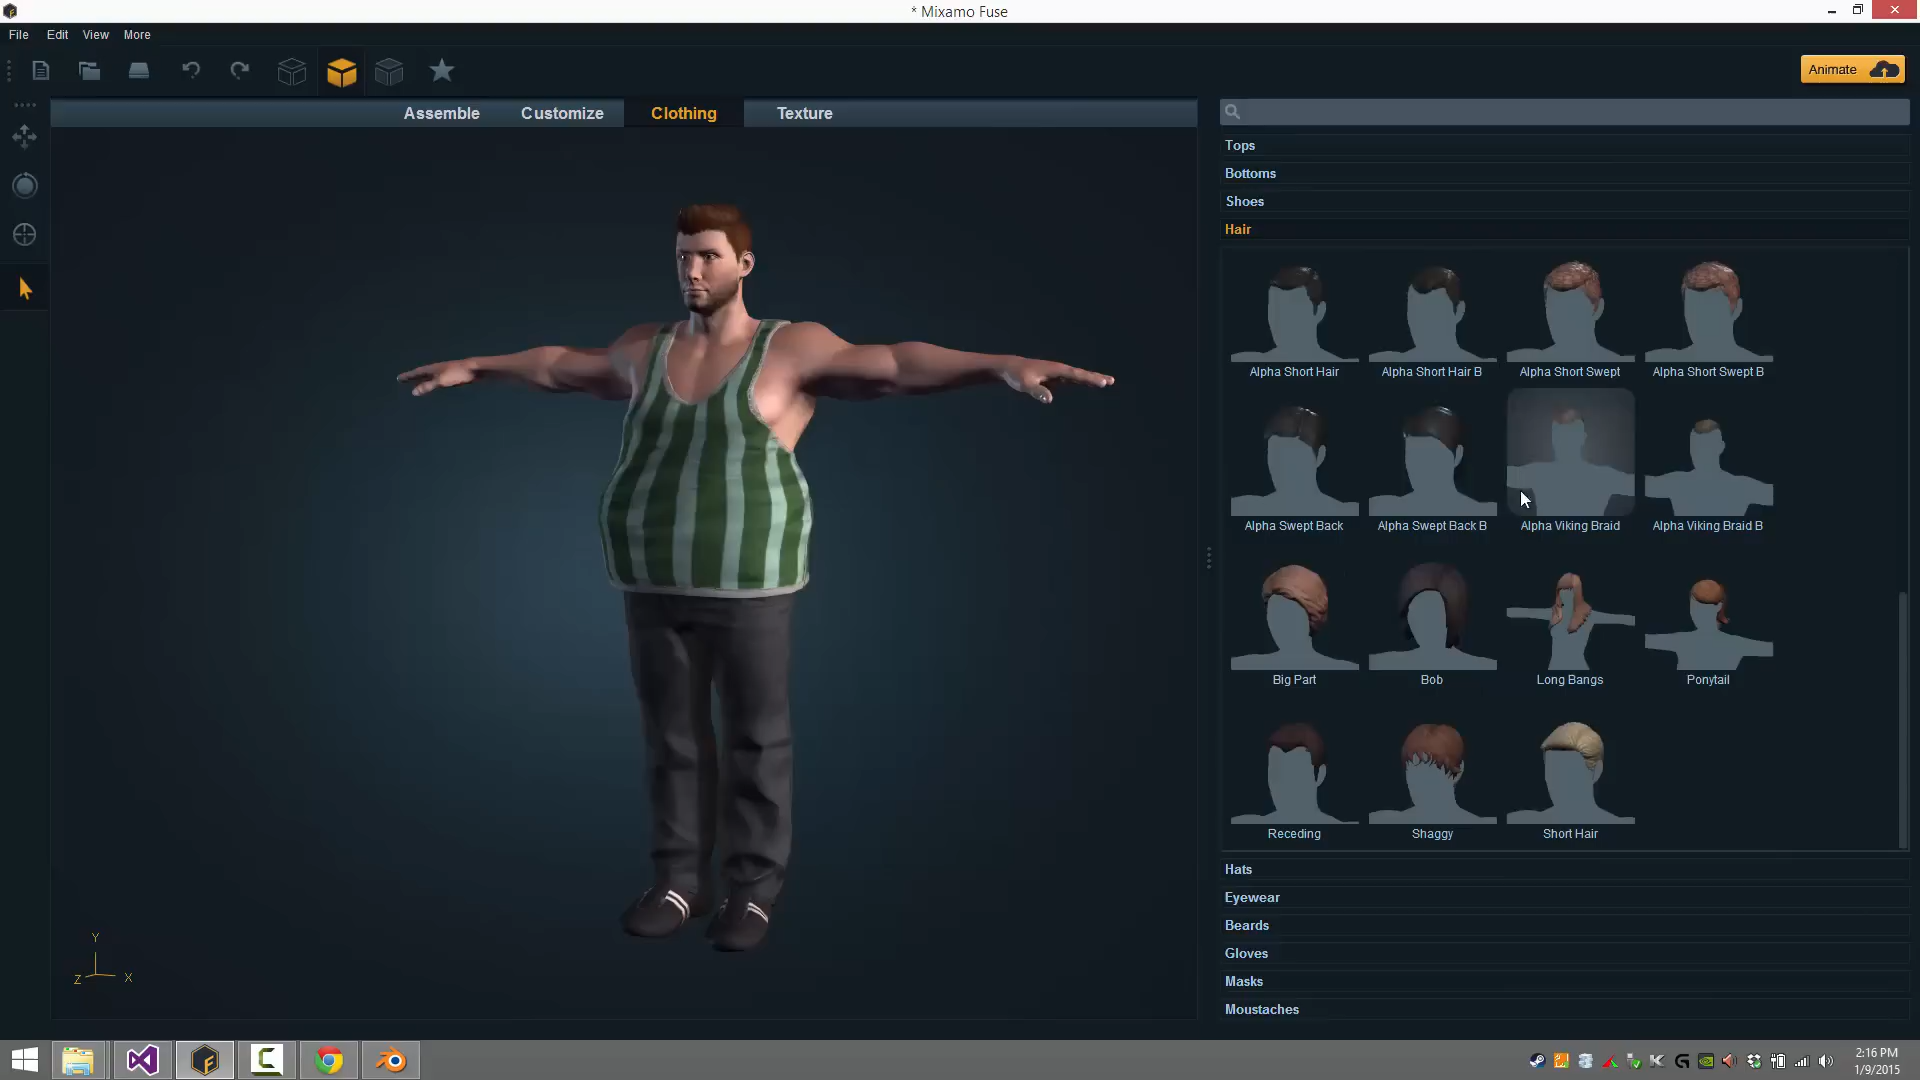 * Mixamo Fuse
File Edit View More
Animate
Assemble Customize Clothing Texture
Tops
Bottoms
Shoes
Hair
Alpha Short Hair Alpha Short Hair B Alpha Short Swept Alpha Short Swept B
Alpha Swept Back Alpha Swept Back B Alpha Viking Braid Alpha Viking Braid B
Big Part Bob Long Bangs Ponytail
Receding Shaggy Short Hair
Hats
Eyewear
Beards
Gloves
Masks
Moustaches
Y
Z X
2:16 PM
1/9/2015